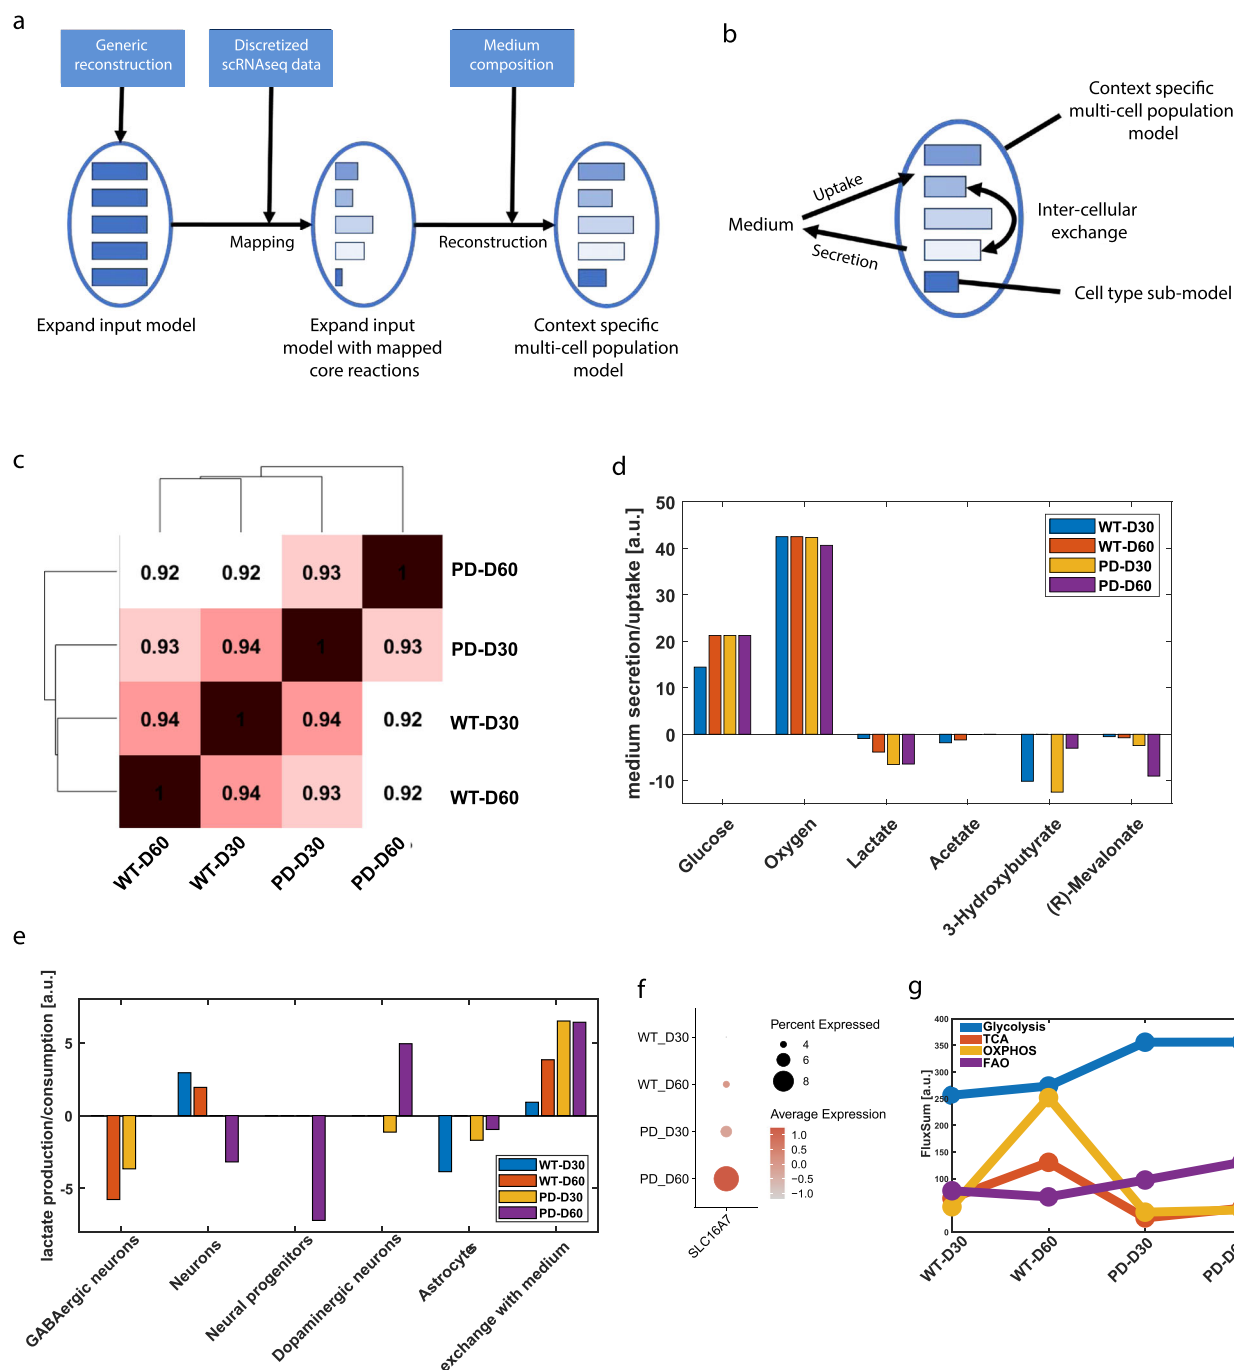 a
Generic
reconstruction
Discretized
scRNAseq data
Medium
composition
Mapping
Reconstruction
Expand input model
Expand input
model with mapped
core reactions
Context specific
multi-cell population
model
b
Context specific
multi-cell population
model
Uptake
Medium
Secretion
Inter-cellular
exchange
Cell type sub-model
c
0.92 0.92 0.93 1 PD-D60
0.93 0.94 1 0.93 PD-D30
0.94 1 0.94 0.92 WT-D30
1 0.94 0.93 0.92 WT-D60
WT-D60 WT-D30 PD-D30 PD-D60
d
medium secretion/uptake [a.u.]
50
40
30
20
10
0
-10
WT-D30
WT-D60
PD-D30
PD-D60
Glucose Oxygen Lactate Acetate 3-Hydroxybutyrate (R)-Mevalonate
e
lactate production/consumption [a.u.]
5
0
-5
WT-D30
WT-D60
PD-D30
PD-D60
GABAergic neurons Neurons Neural progenitors Dopaminergic neurons Astrocytes exchange with medium
f
WT_D30
WT_D60
PD_D30
PD_D60
SLC16A7
Percent Expressed
4
6
8
Average Expression
1.0
0.5
0.0
−0.5
−1.0
g
FluxSum [a.u.]
400
350
300
250
200
150
100
50
0
Glycolysis
TCA
OXPHOS
FAO
WT-D30 WT-D60 PD-D30